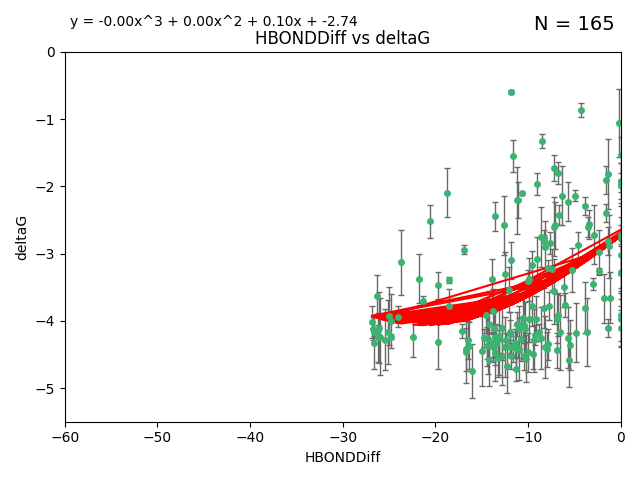 y = -0.00x^3 + 0.00x^2 + 0.10x + -2.74
N = 165
HBONDDiff vs deltaG
0
−1
−2
−3
−4
−5
deltaG
−60 −50 −40 −30 −20 −10 0
HBONDDiff